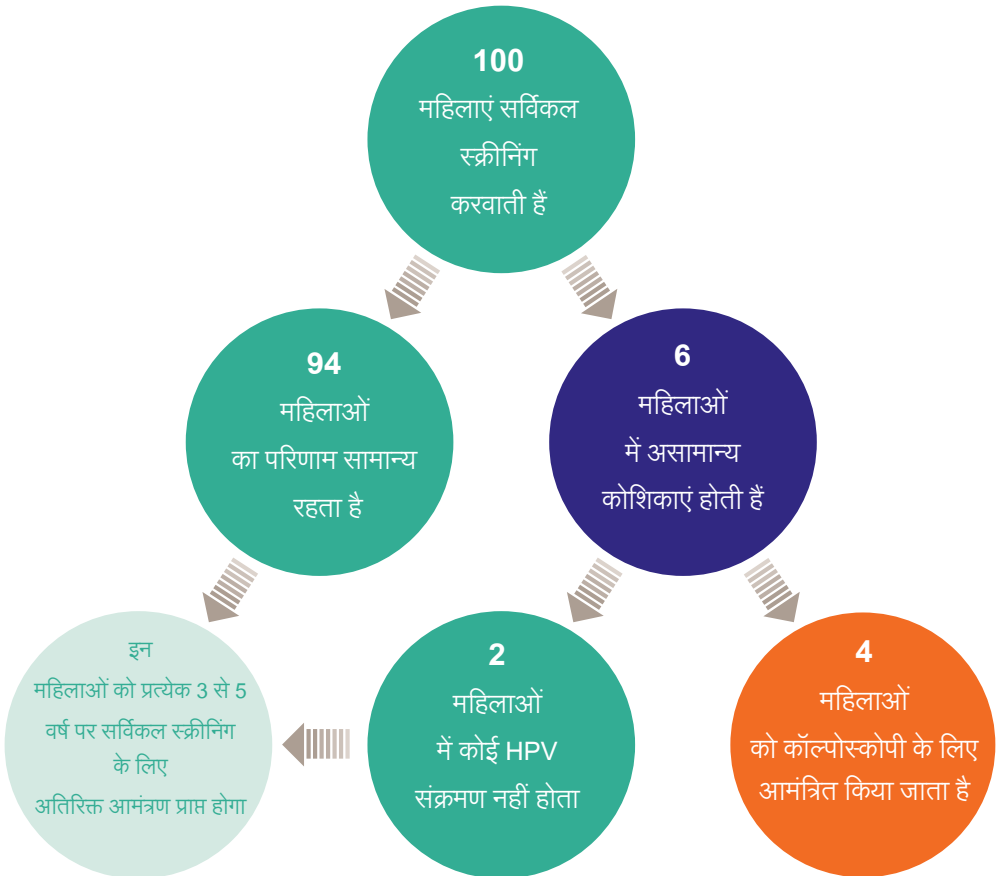 100
महिलाएं सर्विकल
स्क्रीनिंग
करवाती हैं
94
महिलाओं
का परिणाम सामान्य
रहता है
6
महिलाओं
में असामान्य
कोशिकाएं होती हैं
इन
महिलाओं को प्रत्येक 3 से 5
वर्ष पर सर्विकल स्क्रीनिंग
के लिए
अतिरिक्त आमंत्रण प्राप्त होगा
2
महिलाओं
में कोई HPV
संक्रमण नहीं होता
4
महिलाओं
को कॉल्पोस्कोपी के लिए
आमंत्रित किया जाता है